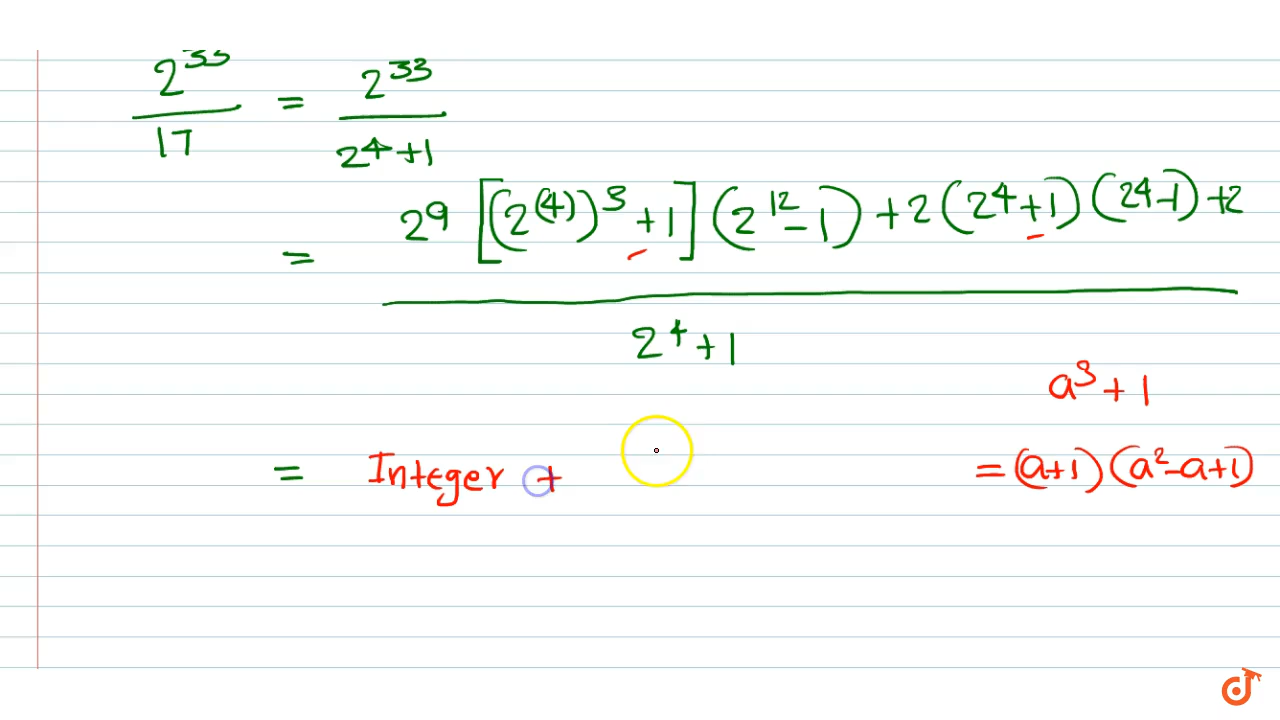 2^33/17 = 2^33/(2^4+1)
= 2^9 [(2^(4))^3 + 1] (2^12 - 1) + 2 (2^4 + 1) (2^4 - 1) + 2 / 2^4 + 1
a^3 + 1
= Integer +
= (a+1) (a^2 - a + 1)